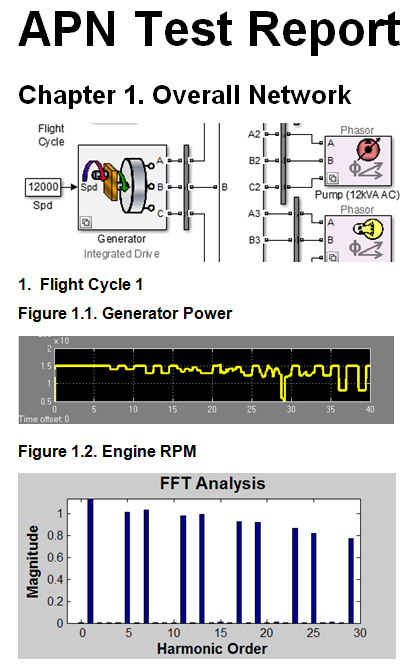 APN Test Report
Chapter 1. Overall Network
Flight
Cycle
12000
Spd
Spd
A
B
C
B
Generator
Integrated Drive
A2
B2
C2
A3
B3
Phasor
A
B
C
Pump (12kVA AC)
Phasor
A
B
1. Flight Cycle 1
Figure 1.1. Generator Power
x 10
2
1.5
1
0.5
0 5 10 15 20 25 30 35 40
Time offset: 0
Figure 1.2. Engine RPM
FFT Analysis
Magnitude
1
0.8
0.6
0.4
0.2
0
0 5 10 15 20 25 30
Harmonic Order